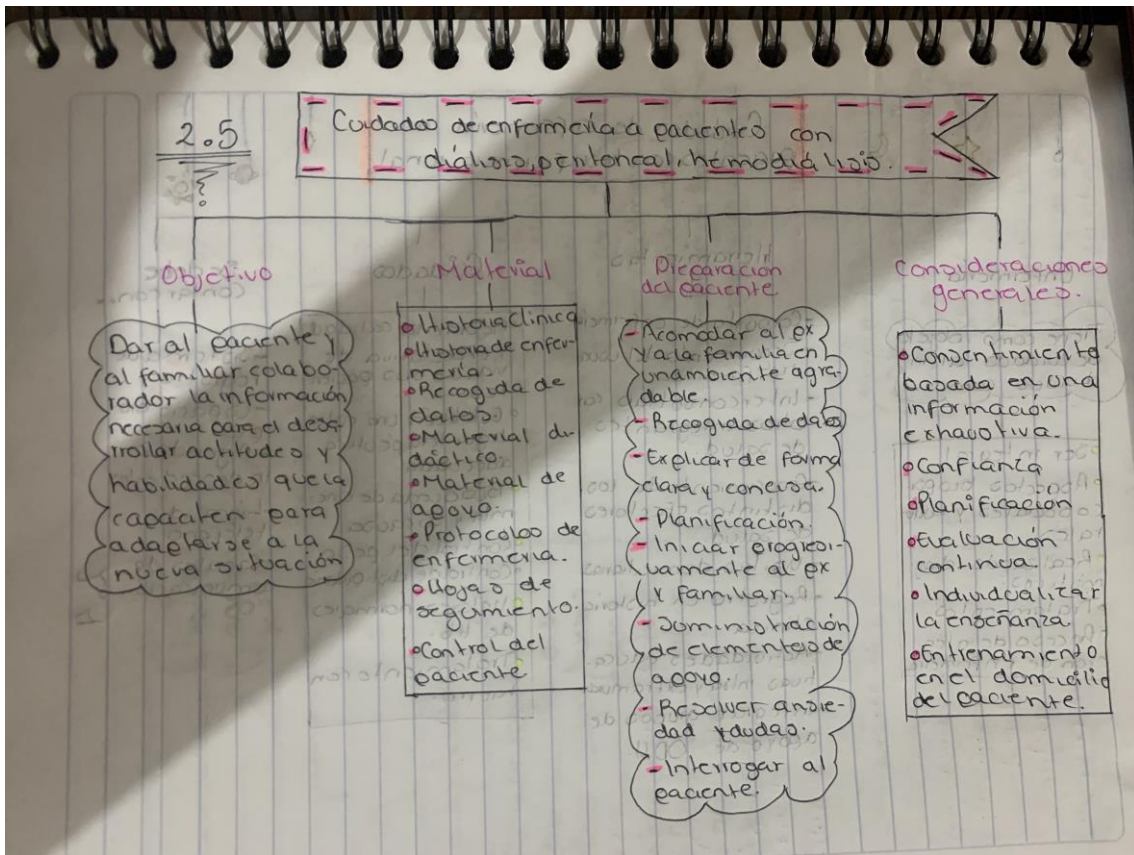 2.5
Cuidados de enfermería a pacientes con
diálisis, peritoneal, hemodiálisis.
Objetivo
Dar al paciente y
al familiar colabo-
rador la información
necesaria para el desa-
rrollar actitudes y
habilidades que la
capaciten para
adaptarse a la
nueva situación
Material
Historia Clínica
Historia de enfer-
mería.
Recogida de
datos.
Material di-
dáctico.
Material de
apoyo
Protocolos de
enfermería.
Hojas de
seguimiento.
Control del
paciente
Preparación
del paciente
- Acomodar al px
y a la familia en
un ambiente agra-
dable.
- Recogida de datos
- Explicar de forma
clara y concisa.
- Planificación.
- Iniciar progresi-
vamente al px
y familiar.
- Suministración
de elementos de
apoyo.
- Resolver ansie-
dad y dudas.
- Interrogar al
paciente.
Consideraciones
generales.
Consentimiento
basada en una
información
exhaustiva.
Confianza
Planificación
Evaluación
continua.
Individualizar
la enseñanza
Entrenamiento
en el domicilio
del paciente.